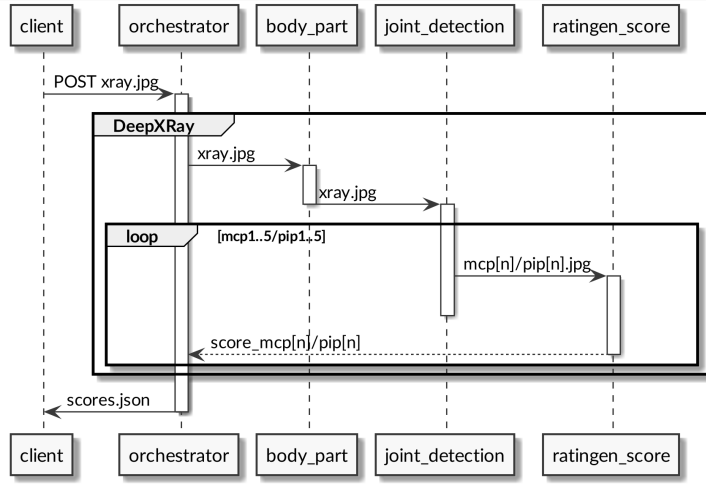 client orchestrator body_part joint_detection ratingen_score
POST xray.jpg
DeepXRay
xray.jpg
xray.jpg
loop [mcp1..5/pip1..5]
mcp[n]/pip[n].jpg
score_mcp[n]/pip[n]
scores.json
client orchestrator body_part joint_detection ratingen_score